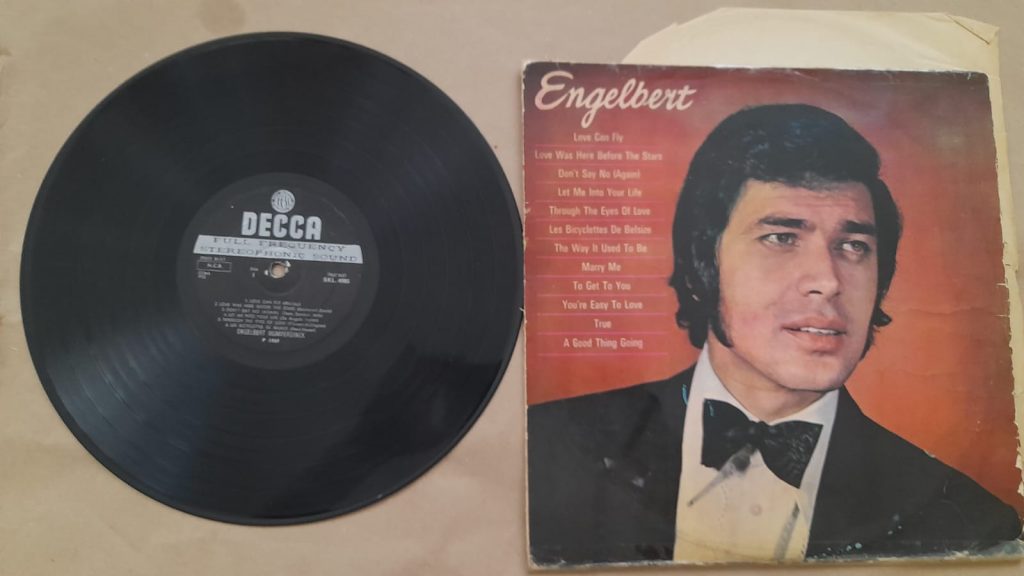 DECCA
FULL FREQUENCY
STEREOPHONIC SOUND
ENGELBERT HUMPERDINCK
Engelbert
Love Can Fly
Love Was Here Before The Stars
Don't Say No (Again)
Let Me Into Your Life
Through The Eyes Of Love
Les Bicyclettes De Belsize
The Way It Used To Be
Marry Me
To Get To You
You're Easy To Love
True
A Good Thing Going